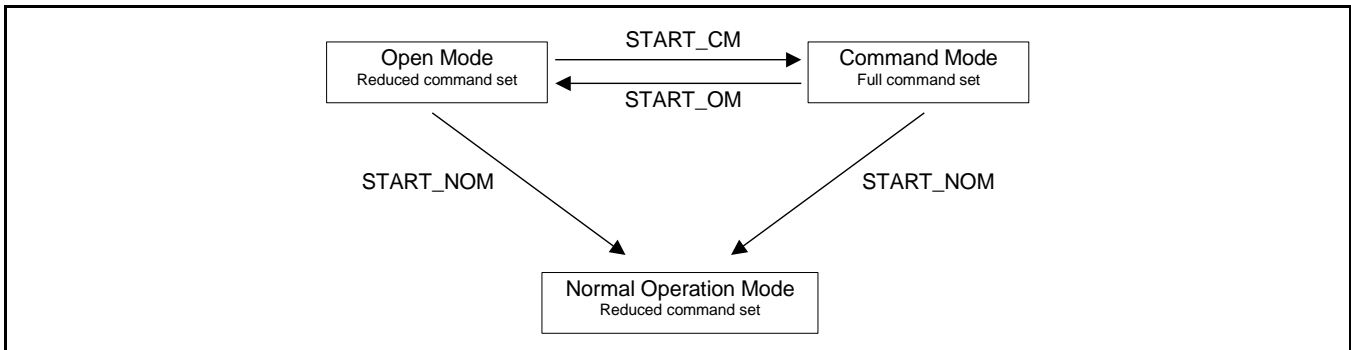 START_CM
Open Mode
Reduced command set
Command Mode
Full command set
START_OM
START_NOM
START_NOM
Normal Operation Mode
Reduced command set